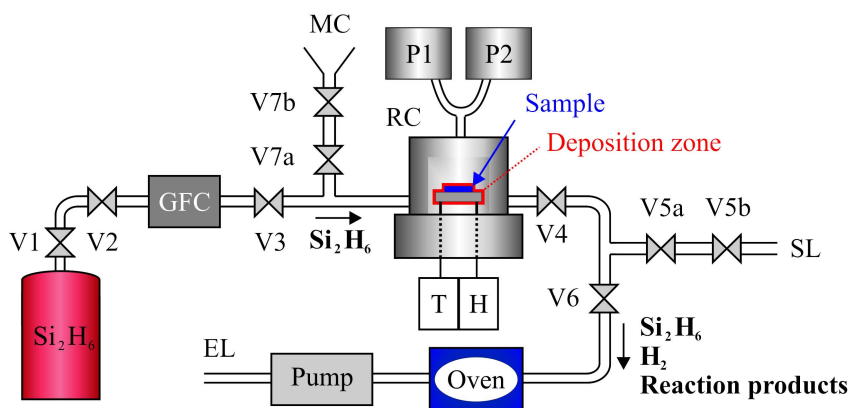 MC
P1 P2
V7b
Sample
RC
Deposition zone
V7a
GFC
V1 V2 V3
Si₂H₆
V4
V5a V5b
SL
T H
V6
Si₂H₆
Si₂H₆
H₂
Reaction products
EL
Pump
Oven